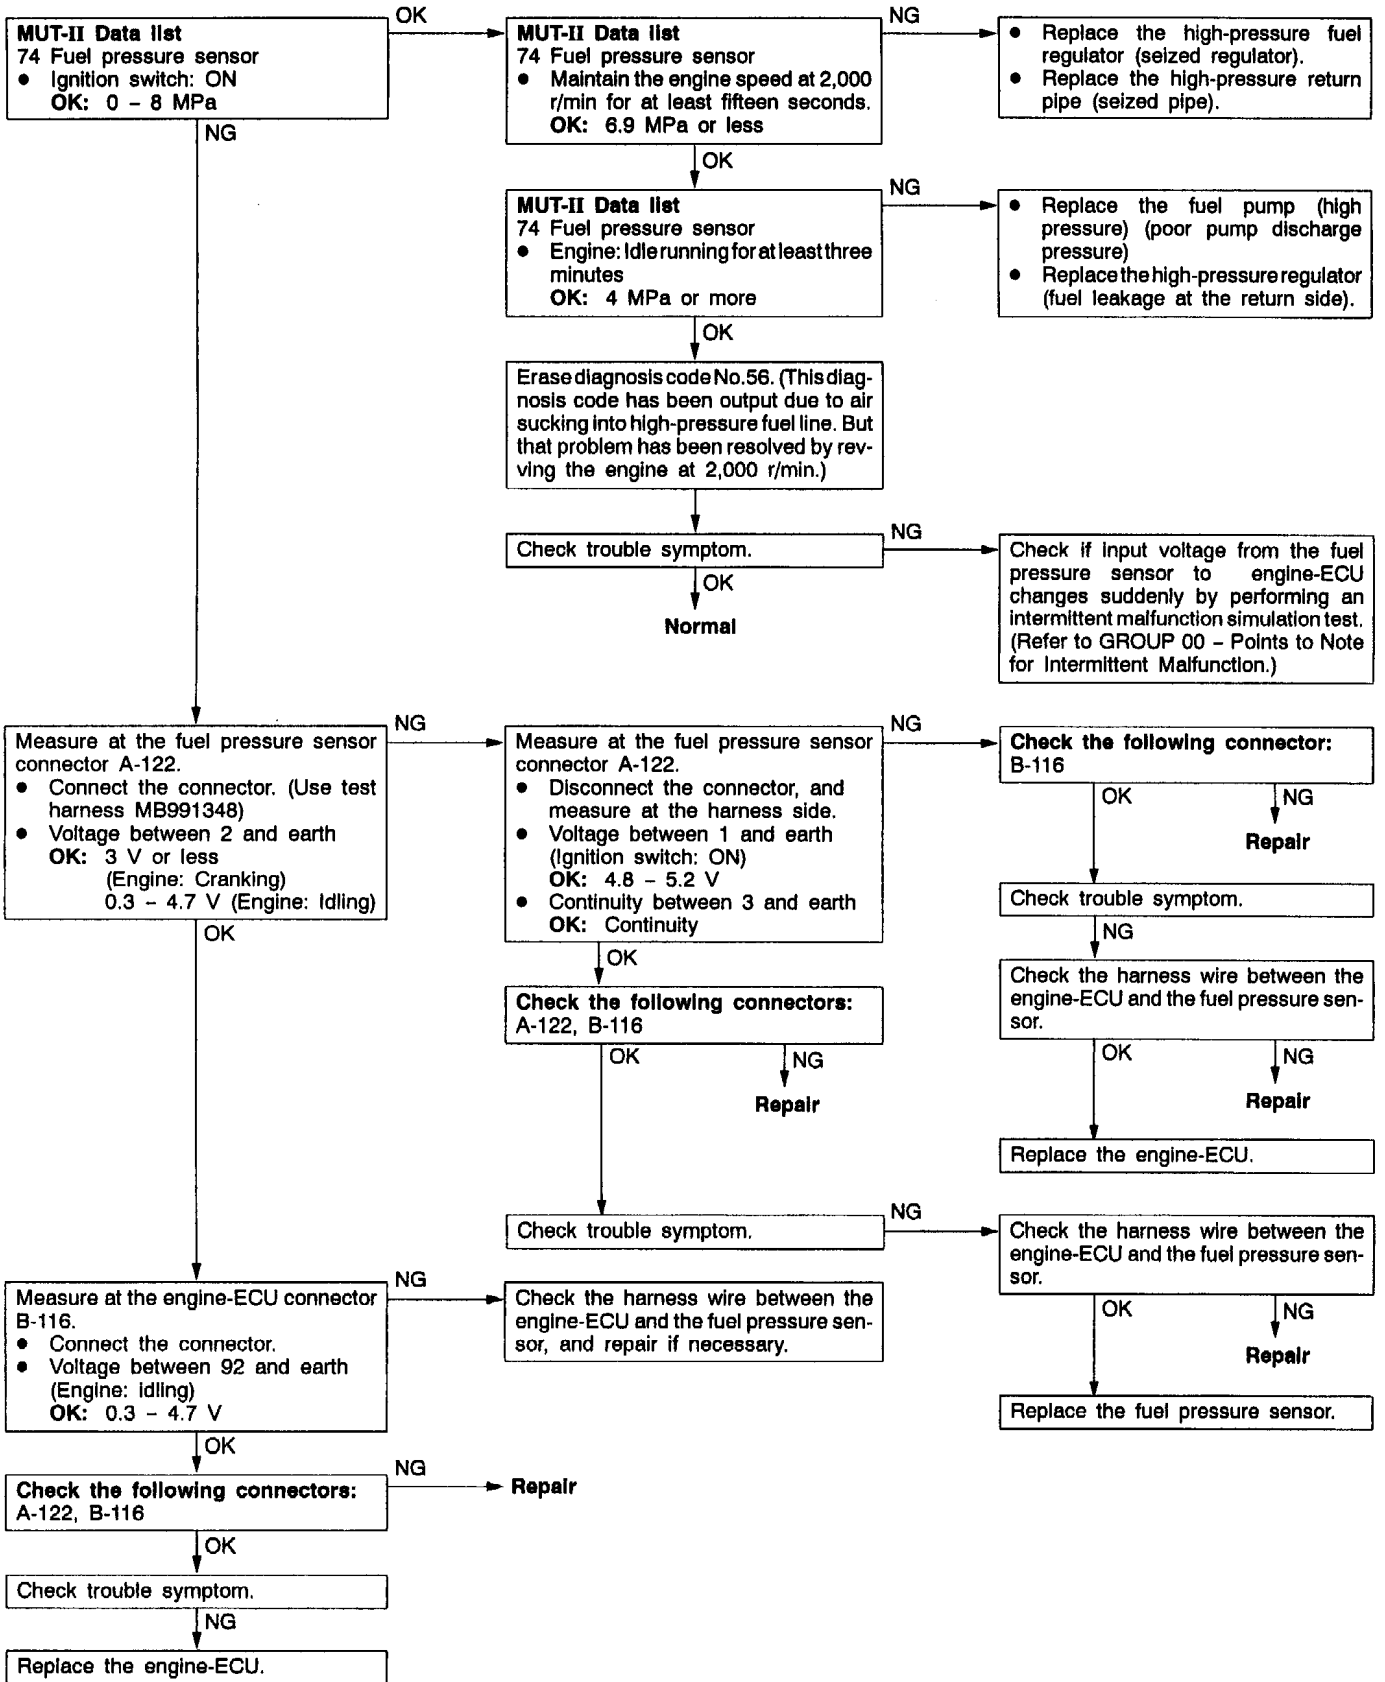 MUT-II Data list
74 Fuel pressure sensor
● Ignition switch: ON
OK: 0 – 8 MPa
OK
NG
MUT-II Data list
74 Fuel pressure sensor
● Maintain the engine speed at 2,000
r/min for at least fifteen seconds.
OK: 6.9 MPa or less
NG
OK
● Replace the high-pressure fuel
regulator (seized regulator).
● Replace the high-pressure return
pipe (seized pipe).
MUT-II Data list
74 Fuel pressure sensor
● Engine: Idle running for at least three
minutes
OK: 4 MPa or more
NG
OK
● Replace the fuel pump (high
pressure) (poor pump discharge
pressure)
● Replace the high-pressure regulator
(fuel leakage at the return side).
Erase diagnosis code No.56. (This diag-
nosis code has been output due to air
sucking into high-pressure fuel line. But
that problem has been resolved by rev-
ving the engine at 2,000 r/min.)
Check trouble symptom.
NG
OK
Normal
Check if input voltage from the fuel
pressure sensor to engine-ECU
changes suddenly by performing an
intermittent malfunction simulation test.
(Refer to GROUP 00 – Points to Note
for Intermittent Malfunction.)
Measure at the fuel pressure sensor
connector A-122.
● Connect the connector. (Use test
harness MB991348)
● Voltage between 2 and earth
OK: 3 V or less
(Engine: Cranking)
0.3 – 4.7 V (Engine: Idling)
NG
OK
Measure at the fuel pressure sensor
connector A-122.
● Disconnect the connector, and
measure at the harness side.
● Voltage between 1 and earth
(Ignition switch: ON)
OK: 4.8 – 5.2 V
● Continuity between 3 and earth
OK: Continuity
NG
OK
Check the following connector:
B-116
OK
NG
Repair
Check trouble symptom.
NG
Check the harness wire between the
engine-ECU and the fuel pressure sen-
sor.
OK
NG
Repair
Replace the engine-ECU.
Check the following connectors:
A-122, B-116
OK
NG
Repair
Check trouble symptom.
NG
Check the harness wire between the
engine-ECU and the fuel pressure sen-
sor.
OK
NG
Repair
Replace the fuel pressure sensor.
Measure at the engine-ECU connector
B-116.
● Connect the connector.
● Voltage between 92 and earth
(Engine: idling)
OK: 0.3 – 4.7 V
NG
OK
Check the harness wire between the
engine-ECU and the fuel pressure sen-
sor, and repair if necessary.
Check the following connectors:
A-122, B-116
NG
Repair
OK
Check trouble symptom.
NG
Replace the engine-ECU.